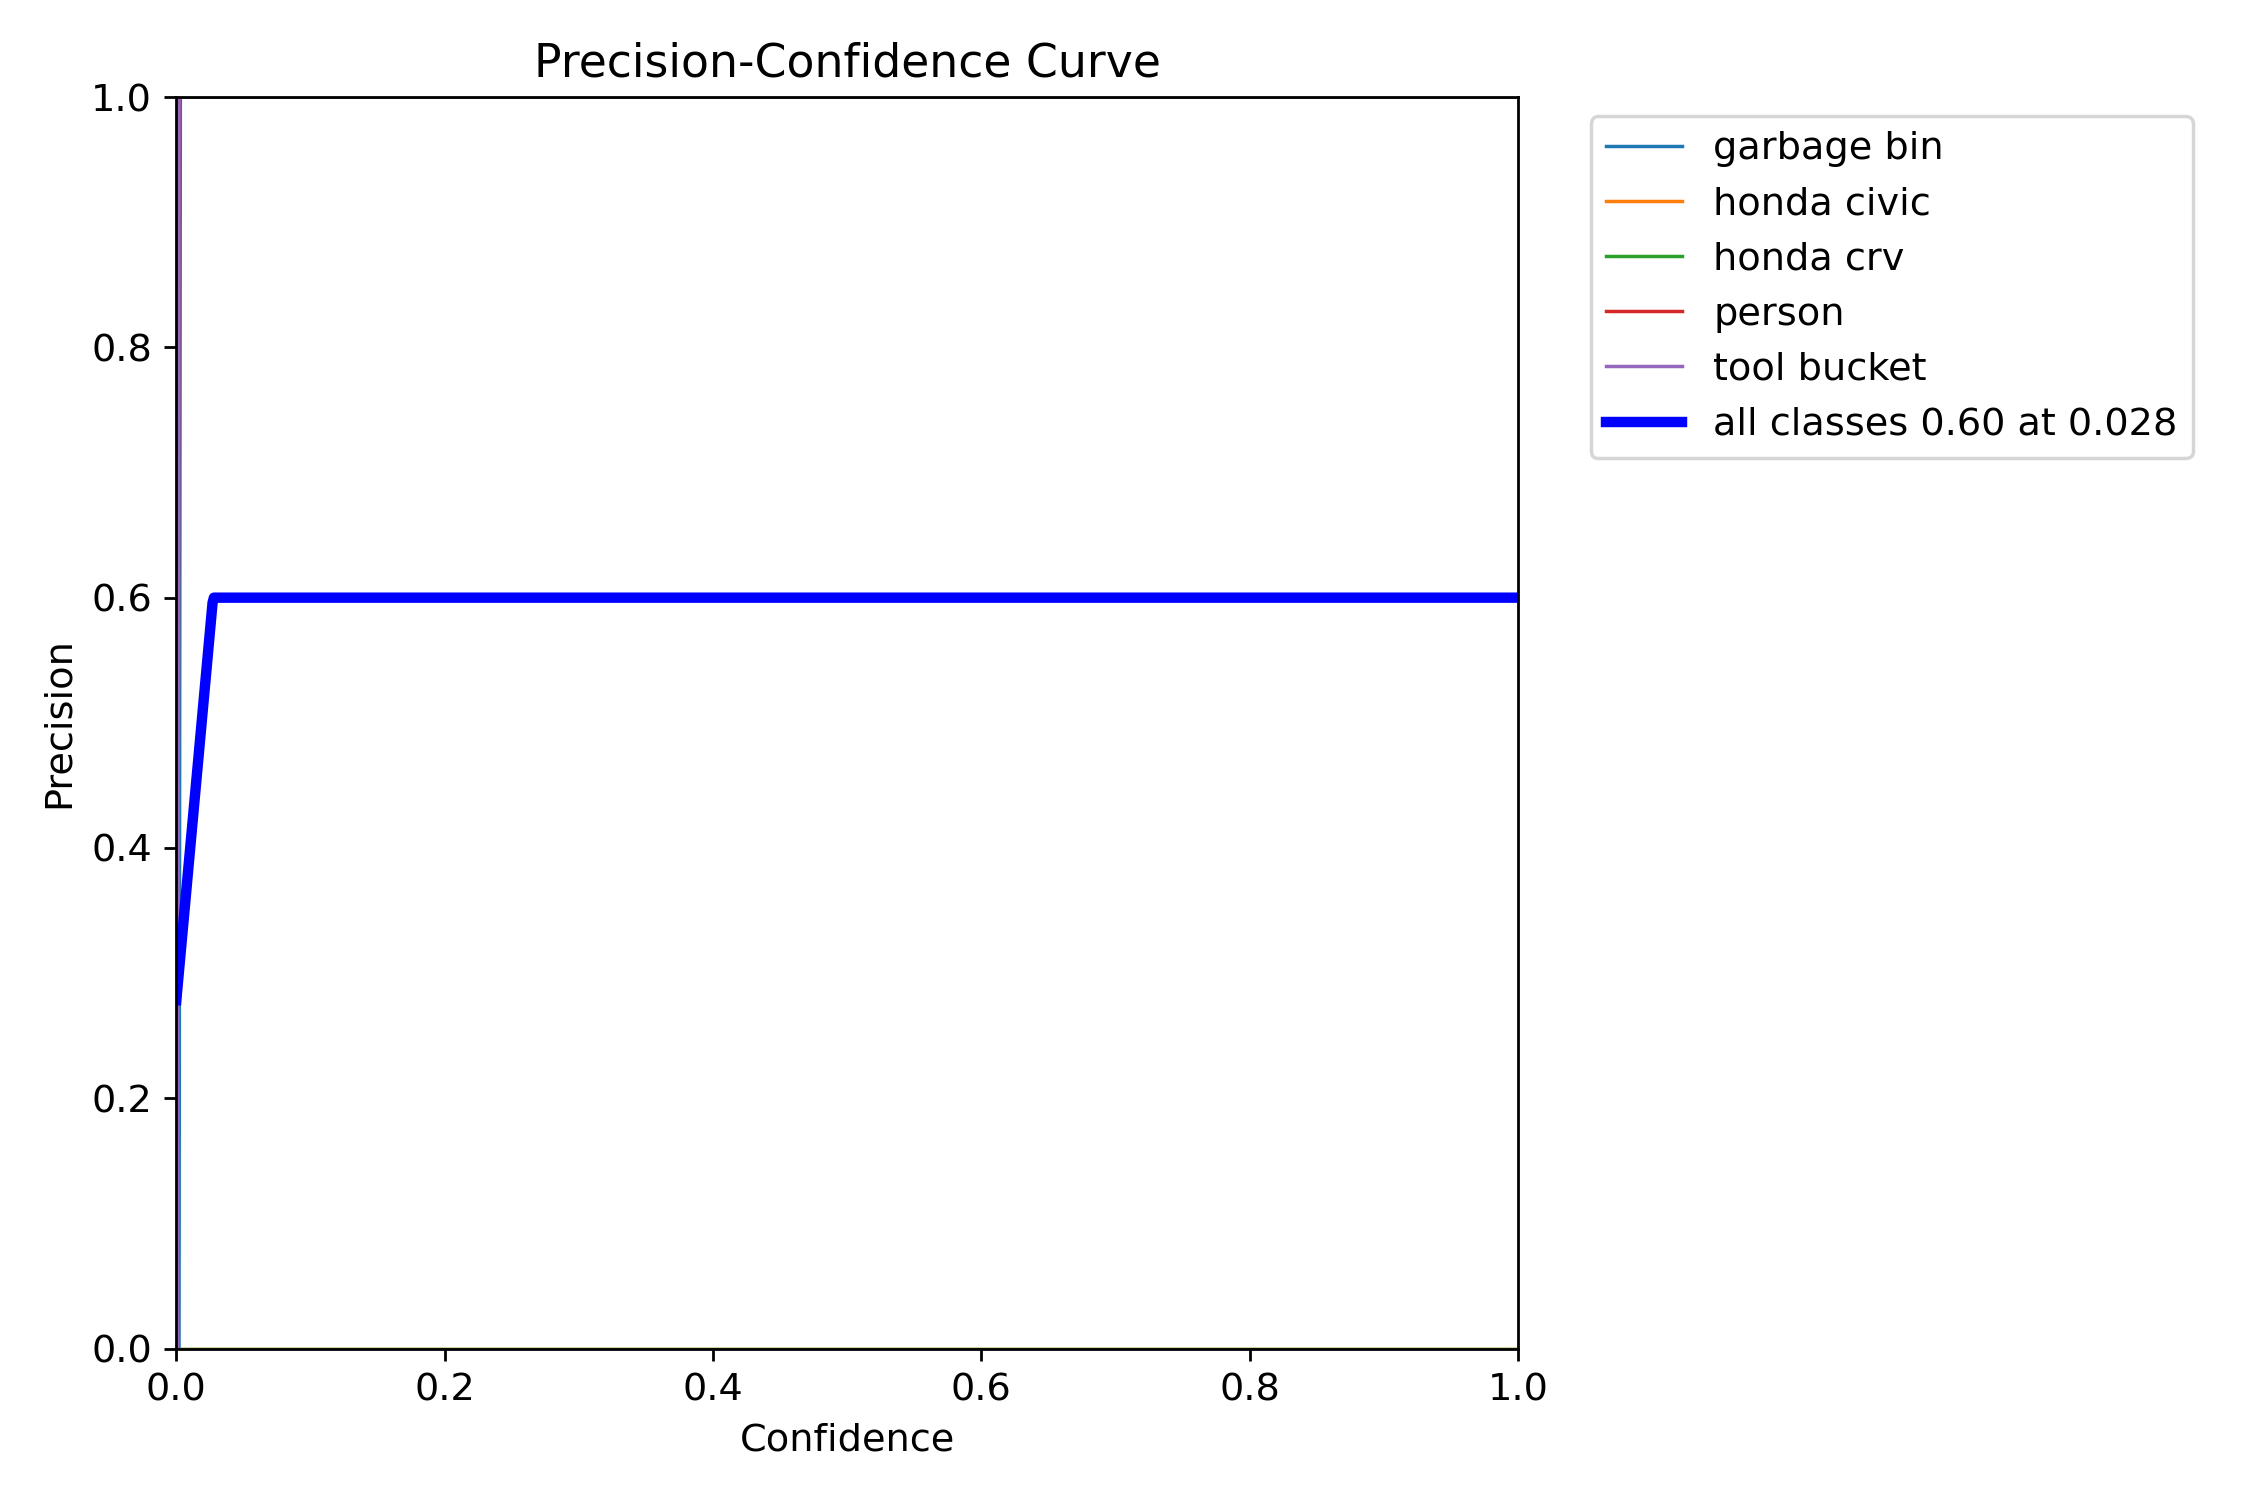 Precision-Confidence Curve
1.0
0.8
0.6
0.4
0.2
0.0
Precision
0.0 0.2 0.4 0.6 0.8 1.0
Confidence
garbage bin
honda civic
honda crv
person
tool bucket
all classes 0.60 at 0.028